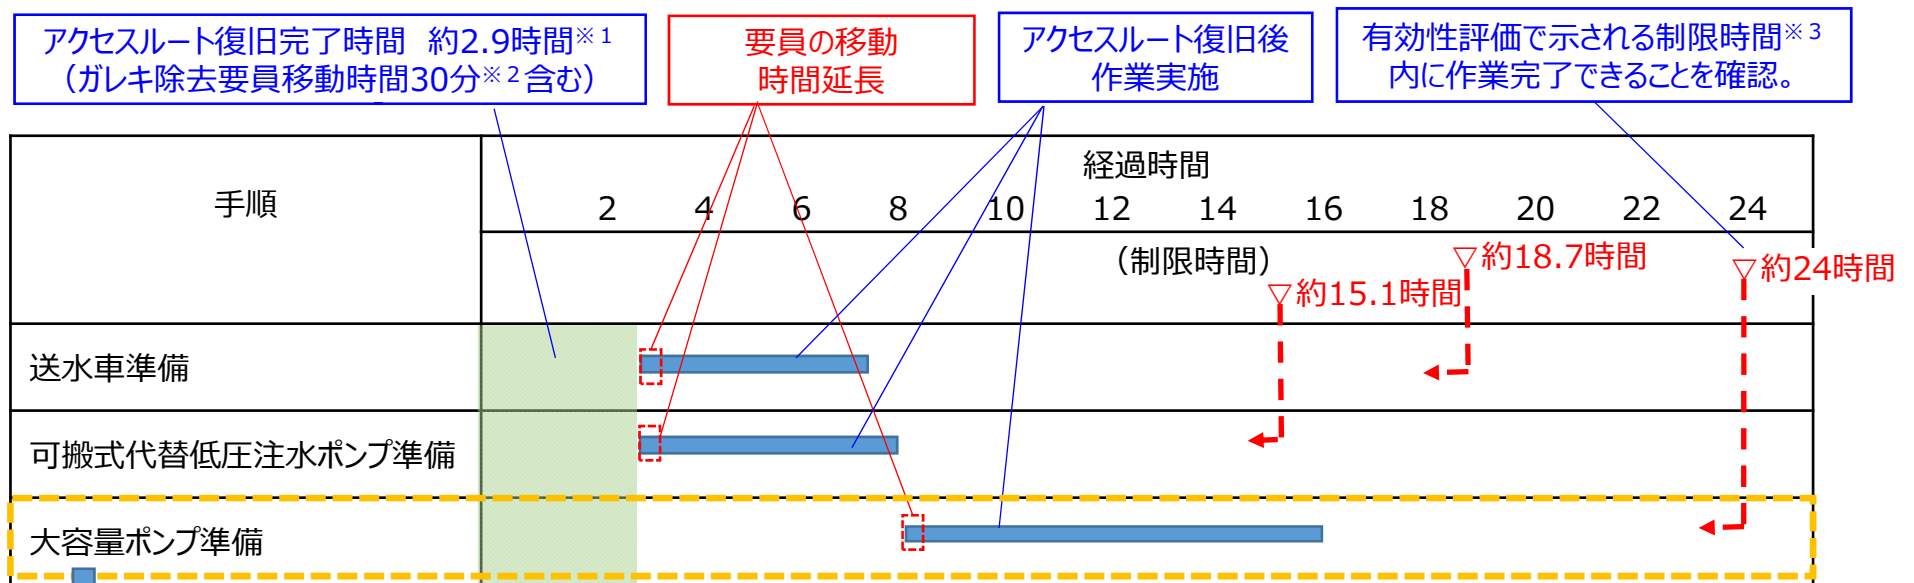 アクセスルート復旧完了時間 約2.9時間※1
（ガレキ除去要員移動時間30分※2含む）
要員の移動
時間延長
アクセスルート復旧後
作業実施
有効性評価で示される制限時間※3
内に作業完了できることを確認。
手順
経過時間
2 4 6 8 10 12 14 16 18 20 22 24
（制限時間）
▽約18.7時間
▽約24時間
▽約15.1時間
送水車準備
可搬式代替低圧注水ポンプ準備
大容量ポンプ準備